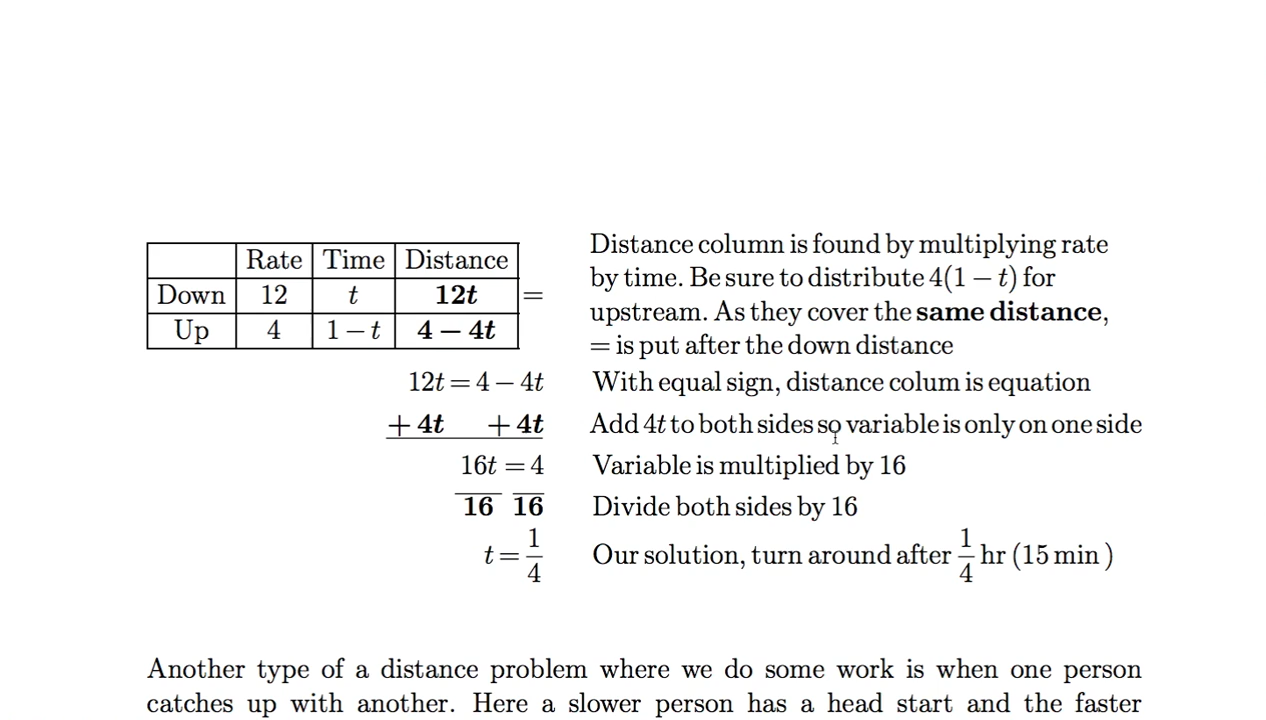 Rate Time Distance
Down 12 t 12t =
Up 4 1 − t 4 − 4t
Distance column is found by multiplying rate
by time. Be sure to distribute 4(1 − t) for
upstream. As they cover the same distance,
= is put after the down distance
12t = 4 − 4t With equal sign, distance colum is equation
+ 4t + 4t Add 4t to both sides so variable is only on one side
16t = 4 Variable is multiplied by 16
16 16 Divide both sides by 16
t = 1/4 Our solution, turn around after 1/4 hr (15 min )
Another type of a distance problem where we do some work is when one person
catches up with another. Here a slower person has a head start and the faster